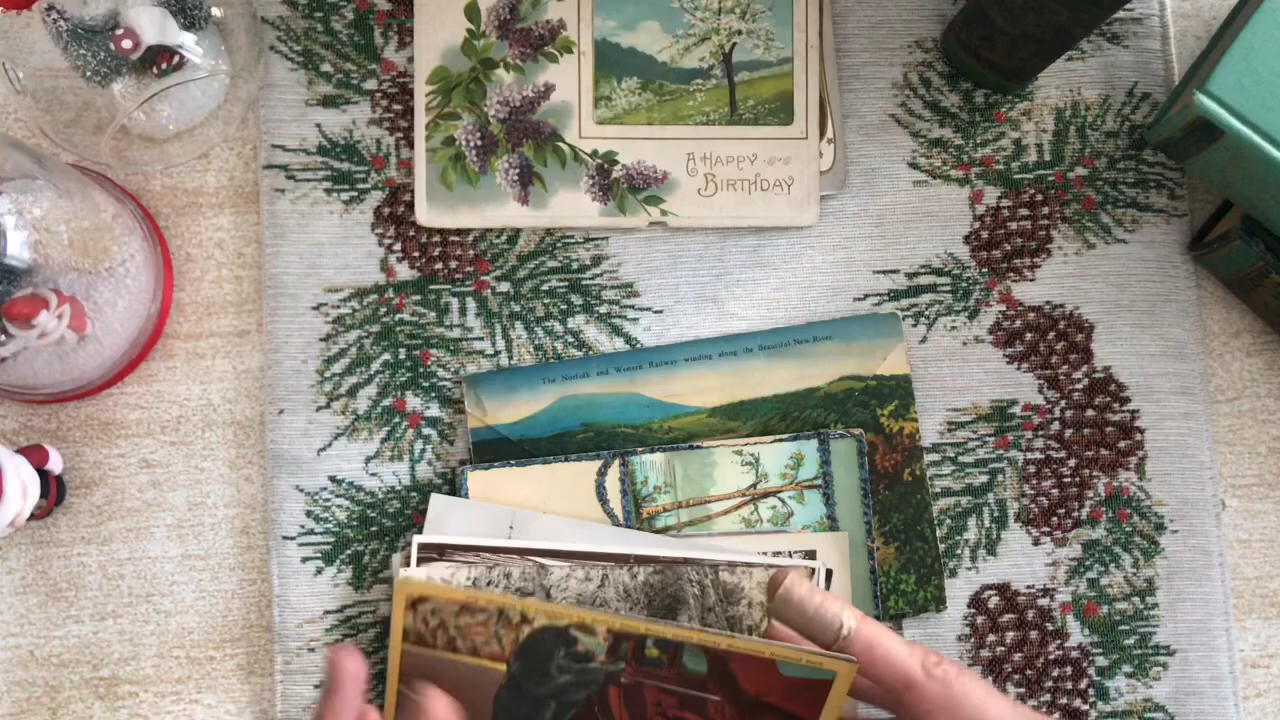 A HAPPY
BIRTHDAY
The Norfolk and Western Railway winding along the Beautiful New River.